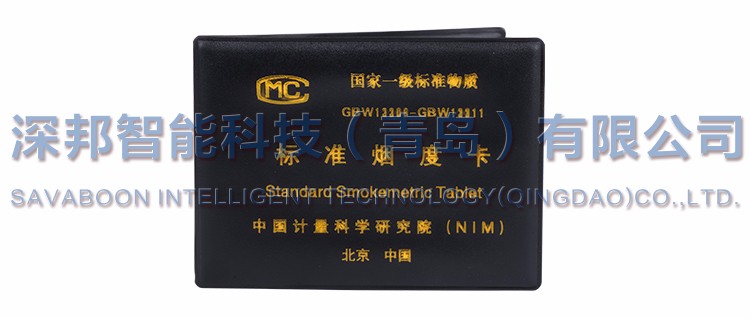 MC
国家一级标准物质
深邦智能科技（青岛）有限公司
标准烟度卡
Standard Smokemetric Tablet
SAVABOON INTELLIGENT TECHNOLOGY(QINGDAO)CO.,LTD.
中国计量科学研究院(NIM)
北京 中国